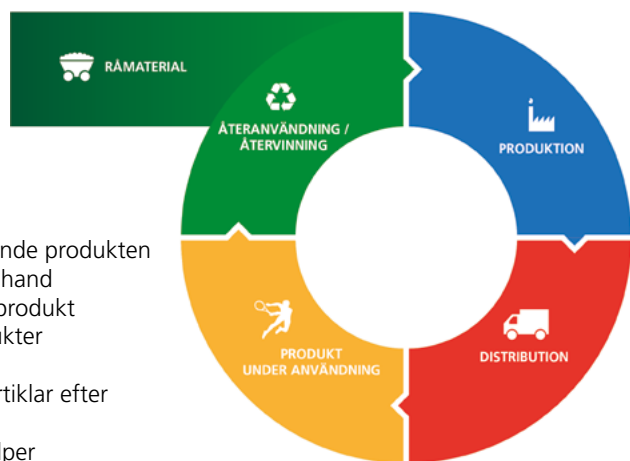 RÅMATERIAL
ÅTERANVÄNDNING /
ÅTERVINNING
PRODUKTION
DISTRIBUTION
PRODUKT
UNDER ANVÄNDNING
nde produkten
hand
produkt
kter
rtiklar efter
lper